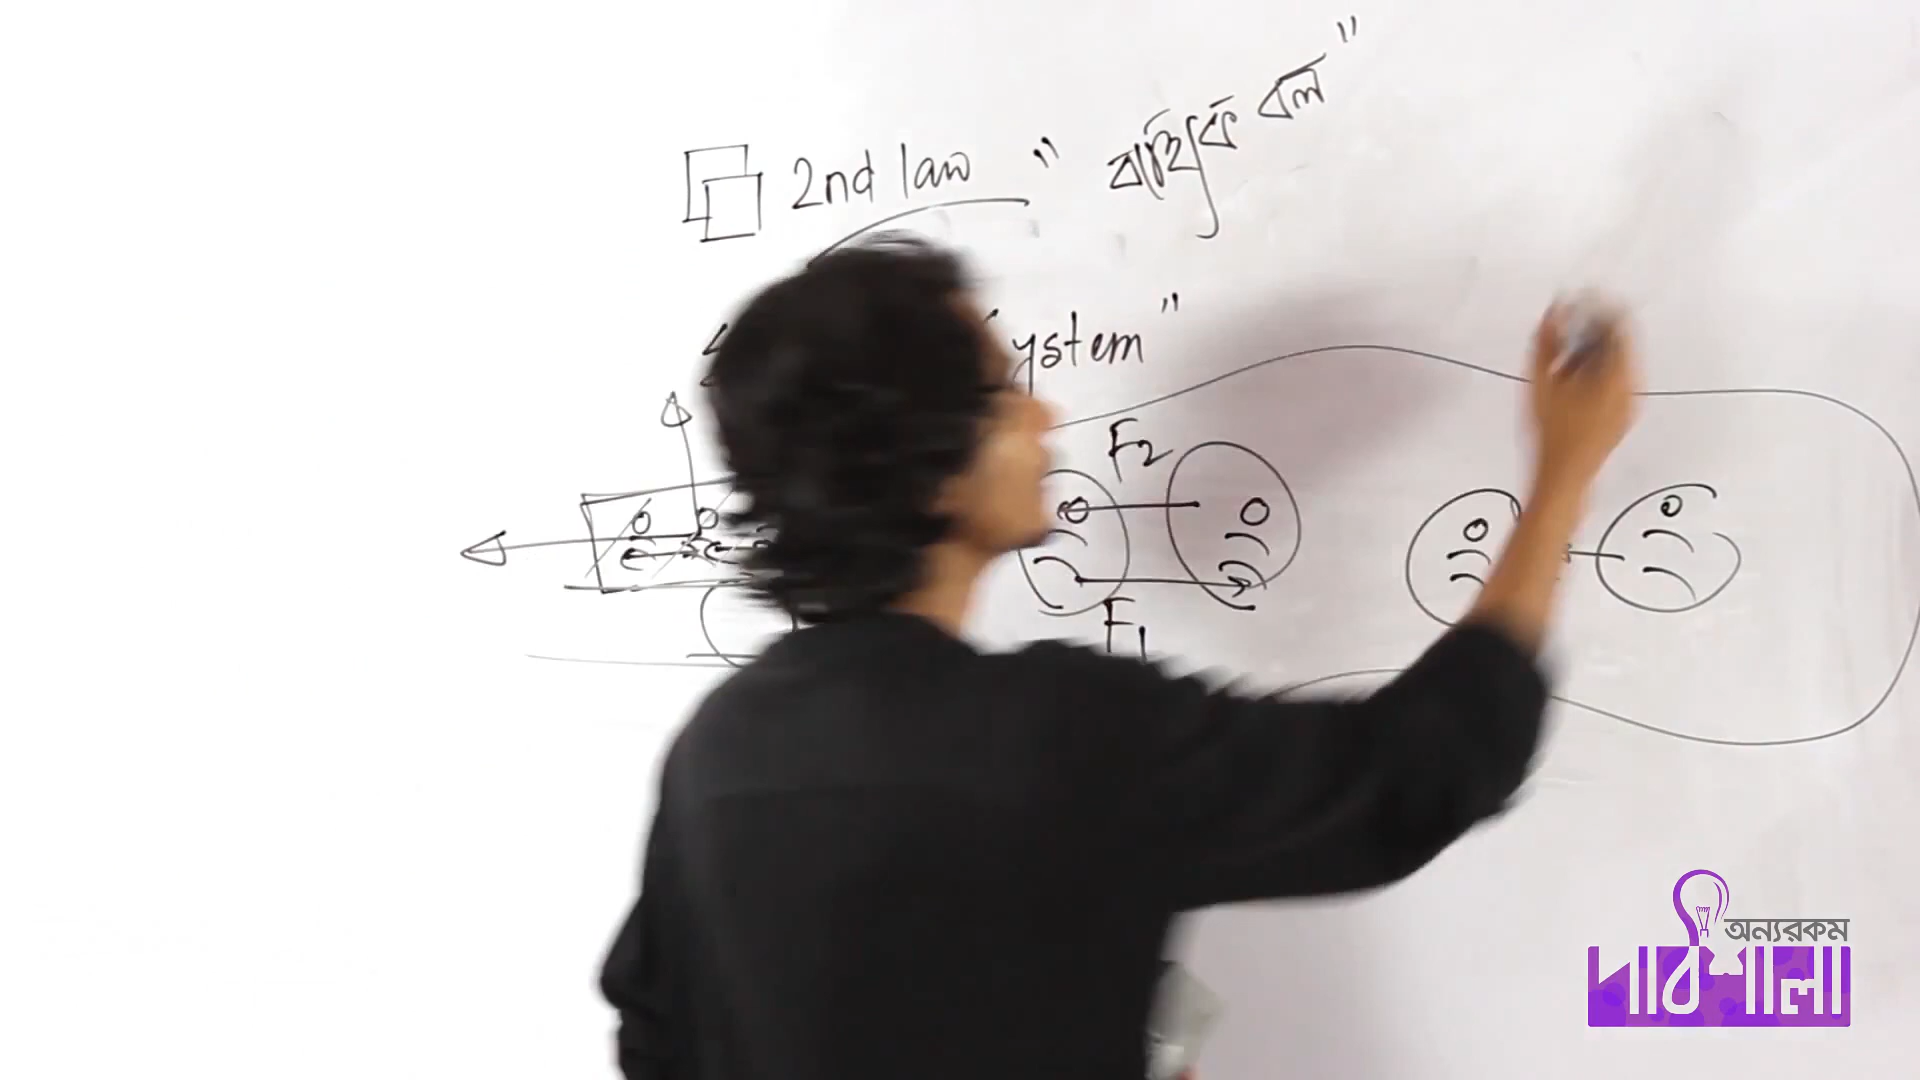 2nd law " বাহ্যিক বল "
ystem "
F2
F1
অন্যরকম
পাঠশালা